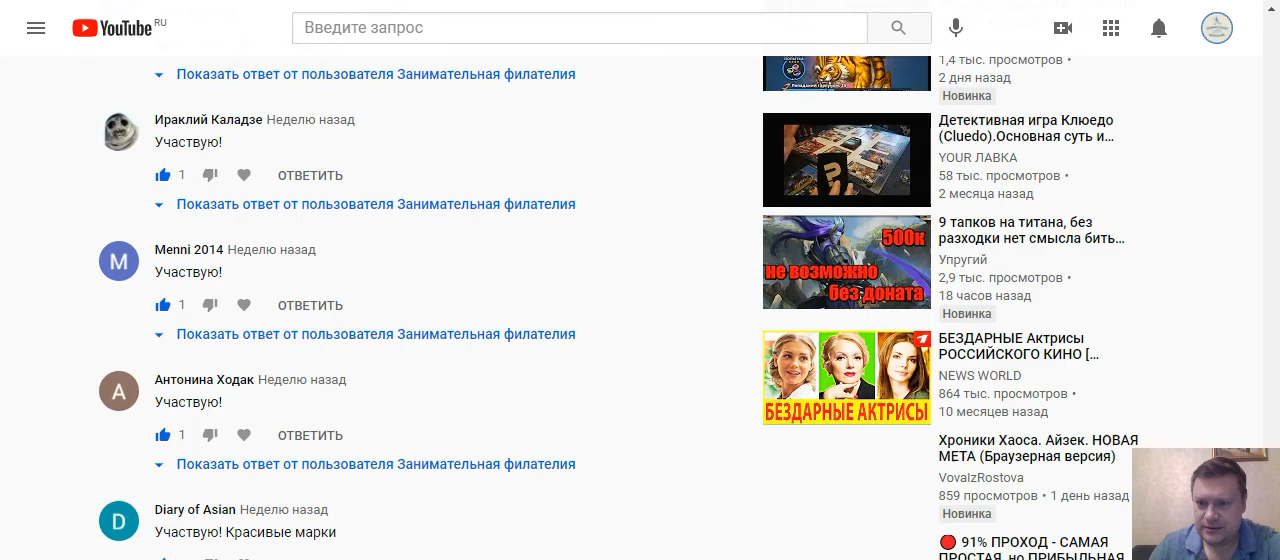 YouTube RU
Введите запрос
Показать ответ от пользователя Занимательная филателия
Ираклий Каладзе Неделю назад
Участвую!
1 ОТВЕТИТЬ
Показать ответ от пользователя Занимательная филателия
M
Menni 2014 Неделю назад
Участвую!
1 ОТВЕТИТЬ
Показать ответ от пользователя Занимательная филателия
A
Антонина Ходак Неделю назад
Участвую!
1 ОТВЕТИТЬ
Показать ответ от пользователя Занимательная филателия
D
Diary of Asian Неделю назад
Участвую! Красивые марки
1,4 тыс. просмотров •
2 дня назад
Новинка
Детективная игра Клюедо
(Cluedo).Основная суть и...
YOUR ЛАВКА
58 тыс. просмотров •
2 месяца назад
500к
не возможно
без доната
9 тапков на титана, без
разходки нет смысла бить...
Упругий
2,9 тыс. просмотров •
18 часов назад
Новинка
БЕЗДАРНЫЕ АКТРИСЫ
БЕЗДАРНЫЕ Актрисы
РОССИЙСКОГО КИНО [...
NEWS WORLD
864 тыс. просмотров •
10 месяцев назад
Хроники Хаоса. Айзек. НОВАЯ
МЕТА (Браузерная версия)
VovaIzRostova
859 просмотров • 1 день назад
Новинка
91% ПРОХОД - САМАЯ
ПРОСТАЯ, но ПРИБЫЛЬНАЯ